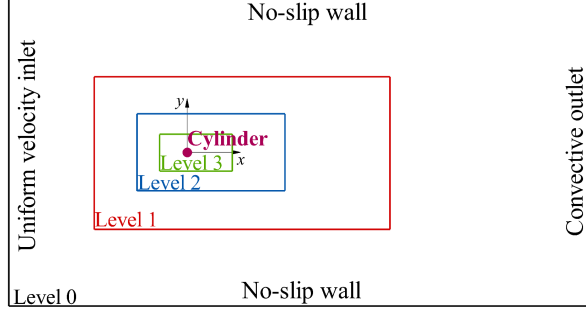 No-slip wall
Uniform velocity inlet
Convective outlet
y
Cylinder
x
Level 3
Level 2
Level 1
Level 0
No-slip wall